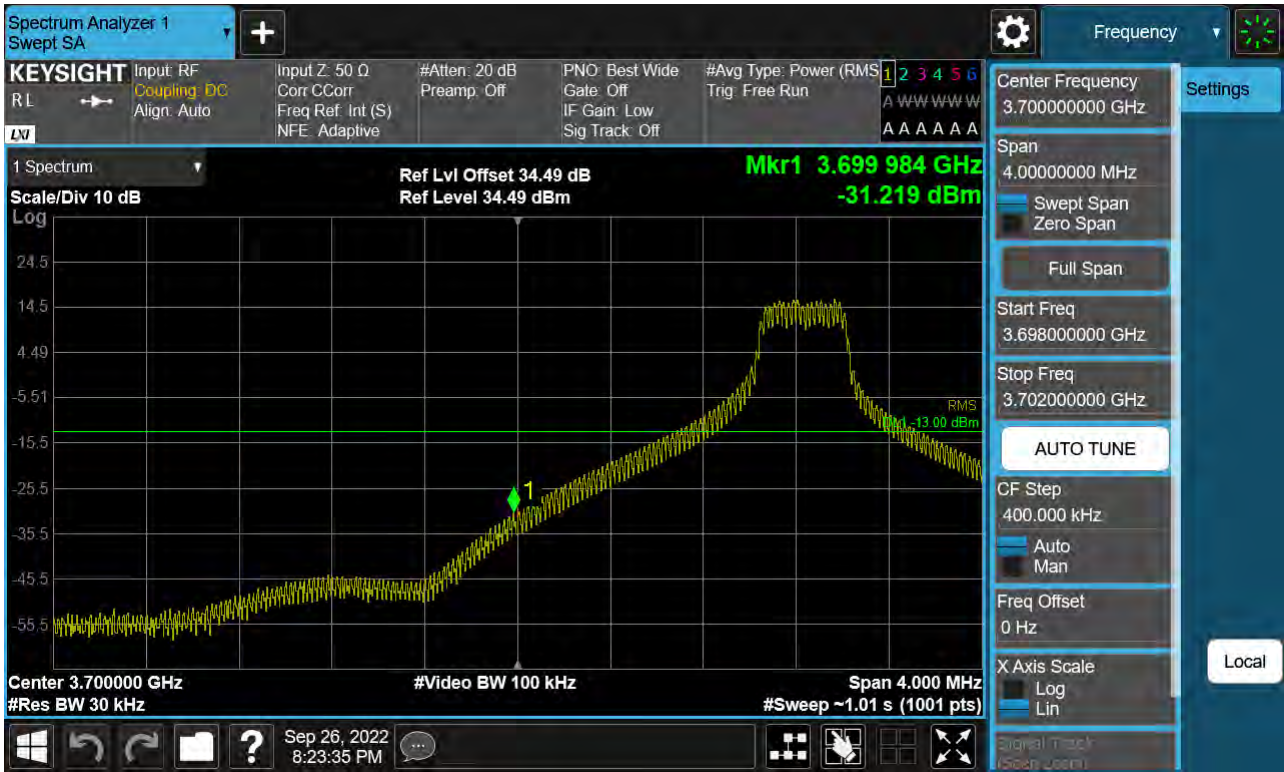 Spectrum Analyzer 1
Swept SA
+
Frequency
KEYSIGHT
RL
LXI
Input: RF
Coupling: DC
Align: Auto
Input Z: 50 Ω
Corr CCorr
Freq Ref: Int (S)
NFE: Adaptive
#Atten: 20 dB
Preamp: Off
PNO: Best Wide
Gate: Off
IF Gain: Low
Sig Track: Off
#Avg Type: Power (RMS
Trig: Free Run
1 2 3 4 5 6
A W W W W W
A A A A A A
1 Spectrum
Scale/Div 10 dB
Log
Ref Lvl Offset 34.49 dB
Ref Level 34.49 dBm
Mkr1 3.699 984 GHz
-31.219 dBm
24.5
14.5
4.49
-5.51
-15.5
-25.5
-35.5
-45.5
-55.5
RMS
DL1 -13.00 dBm
1
Center 3.700000 GHz
#Res BW 30 kHz
#Video BW 100 kHz
Span 4.000 MHz
#Sweep ~1.01 s (1001 pts)
Center Frequency
3.700000000 GHz
Settings
Span
4.00000000 MHz
Swept Span
Zero Span
Full Span
Start Freq
3.698000000 GHz
Stop Freq
3.702000000 GHz
AUTO TUNE
CF Step
400.000 kHz
Auto
Man
Freq Offset
0 Hz
X Axis Scale
Log
Lin
Signal Track
(Span Zoom)
Local
?
Sep 26, 2022
8:23:35 PM